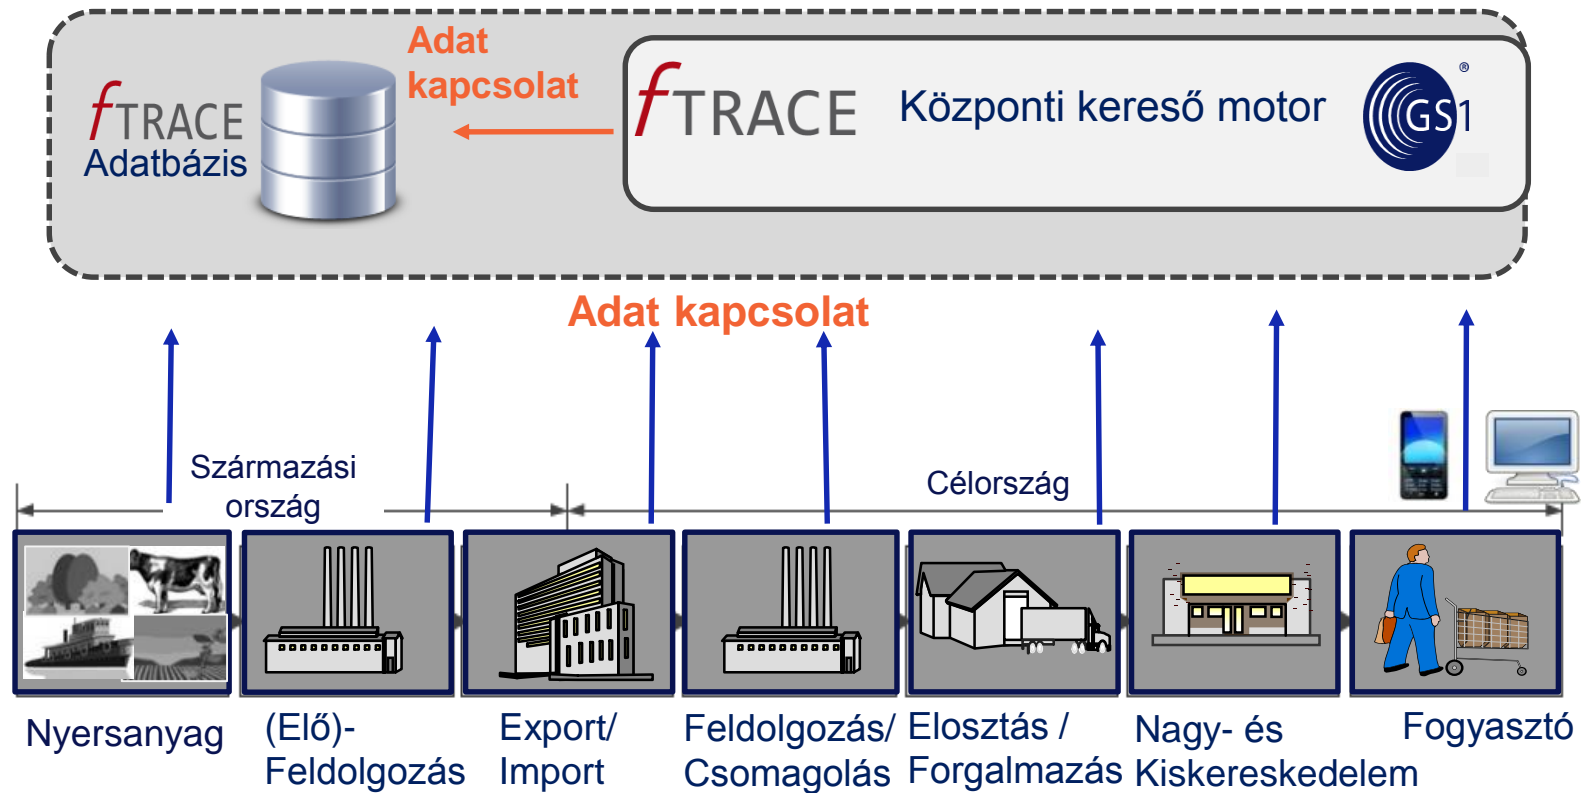 Adat
kapcsolat
fTRACE
Adatbázis
fTRACE
Központi kereső motor
GS1
®
Adat kapcsolat
Származási
ország
Célország
Nyersanyag
(Elő)-
Feldolgozás
Export/
Import
Feldolgozás/
Csomagolás
Elosztás /
Forgalmazás
Nagy- és
Kiskereskedelem
Fogyasztó